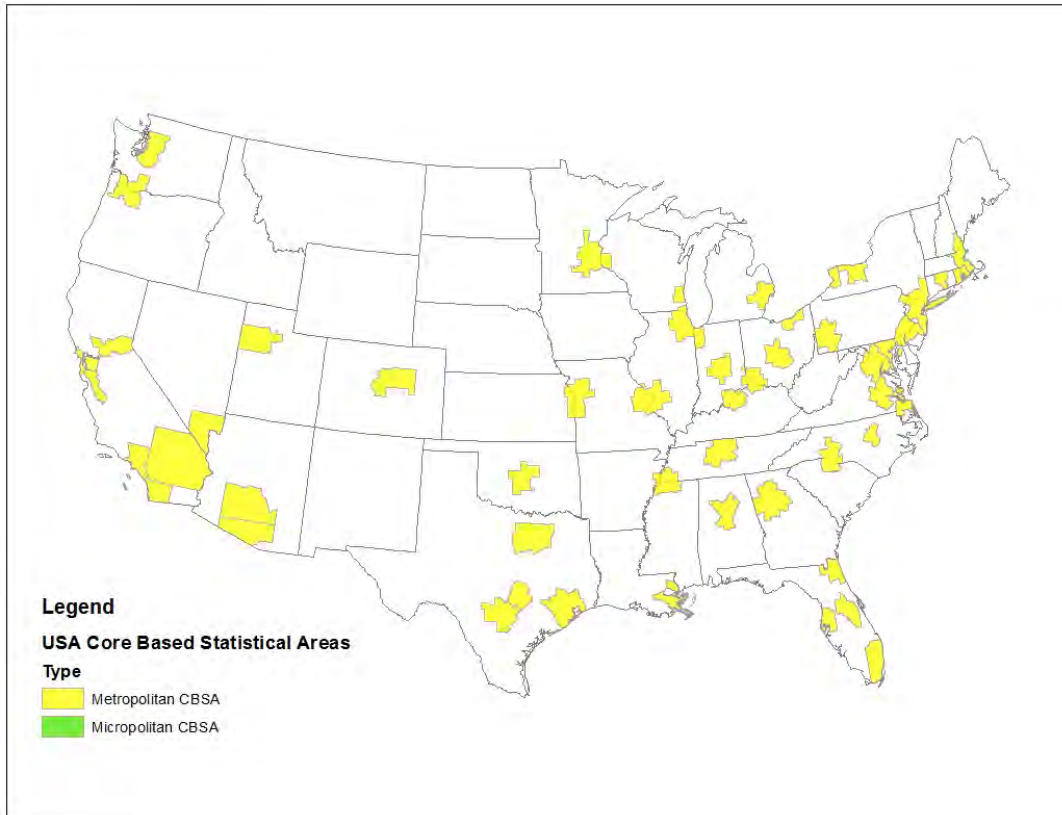 Legend
USA Core Based Statistical Areas
Type
Metropolitan CBSA
Micropolitan CBSA